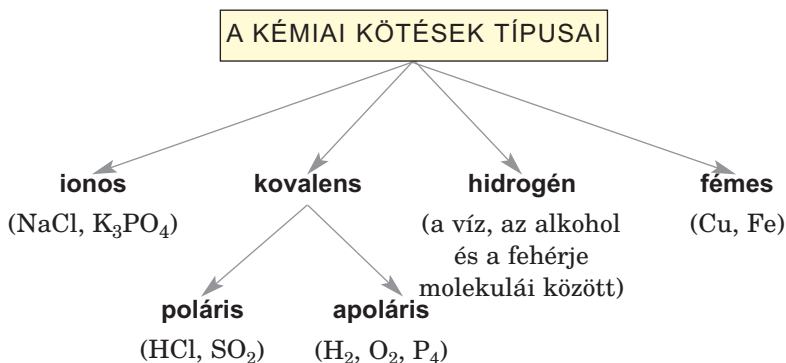 A KÉMIAI KÖTÉSEK TÍPUSAI
ionos
(NaCl, K₃PO₄)
kovalens
hidrogén
(a víz, az alkohol
és a fehérje
molekulái között)
fémes
(Cu, Fe)
poláris
(HCl, SO₂)
apoláris
(H₂, O₂, P₄)